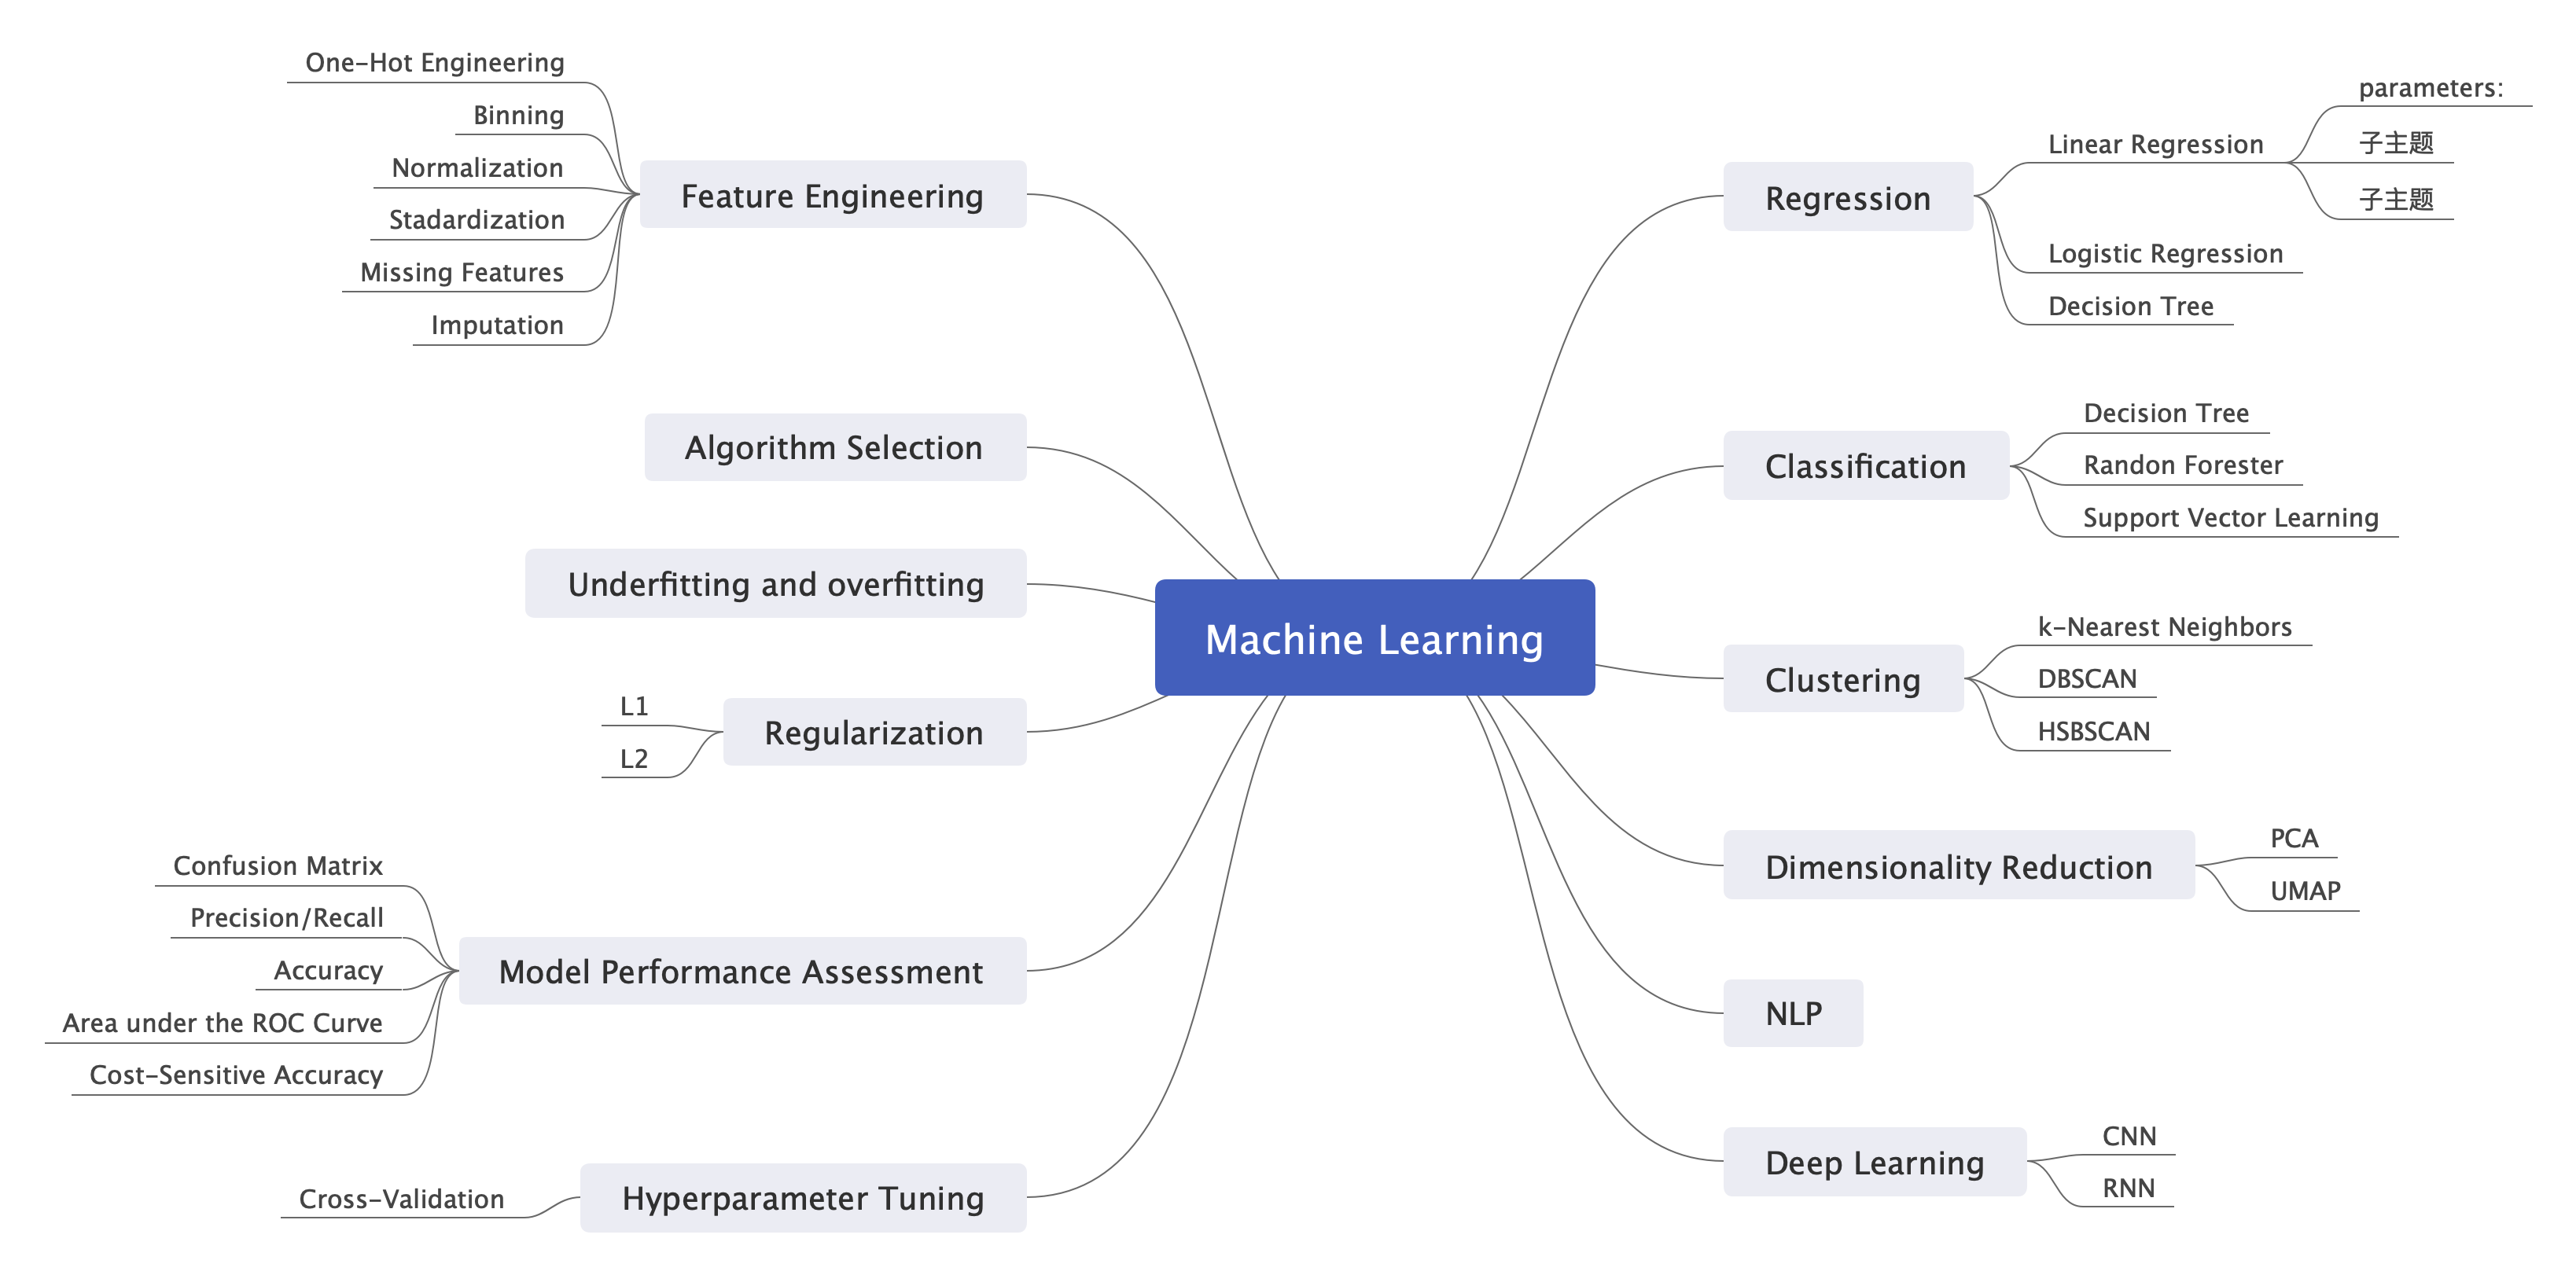 Machine Learning
Feature Engineering
One-Hot Engineering
Binning
Normalization
Stadardization
Missing Features
Imputation
Algorithm Selection
Underfitting and overfitting
Regularization
L1
L2
Model Performance Assessment
Confusion Matrix
Precision/Recall
Accuracy
Area under the ROC Curve
Cost-Sensitive Accuracy
Hyperparameter Tuning
Cross-Validation
Regression
Linear Regression
parameters:
子主题
子主题
Logistic Regression
Decision Tree
Classification
Decision Tree
Randon Forester
Support Vector Learning
Clustering
k-Nearest Neighbors
DBSCAN
HSBSCAN
Dimensionality Reduction
PCA
UMAP
NLP
Deep Learning
CNN
RNN